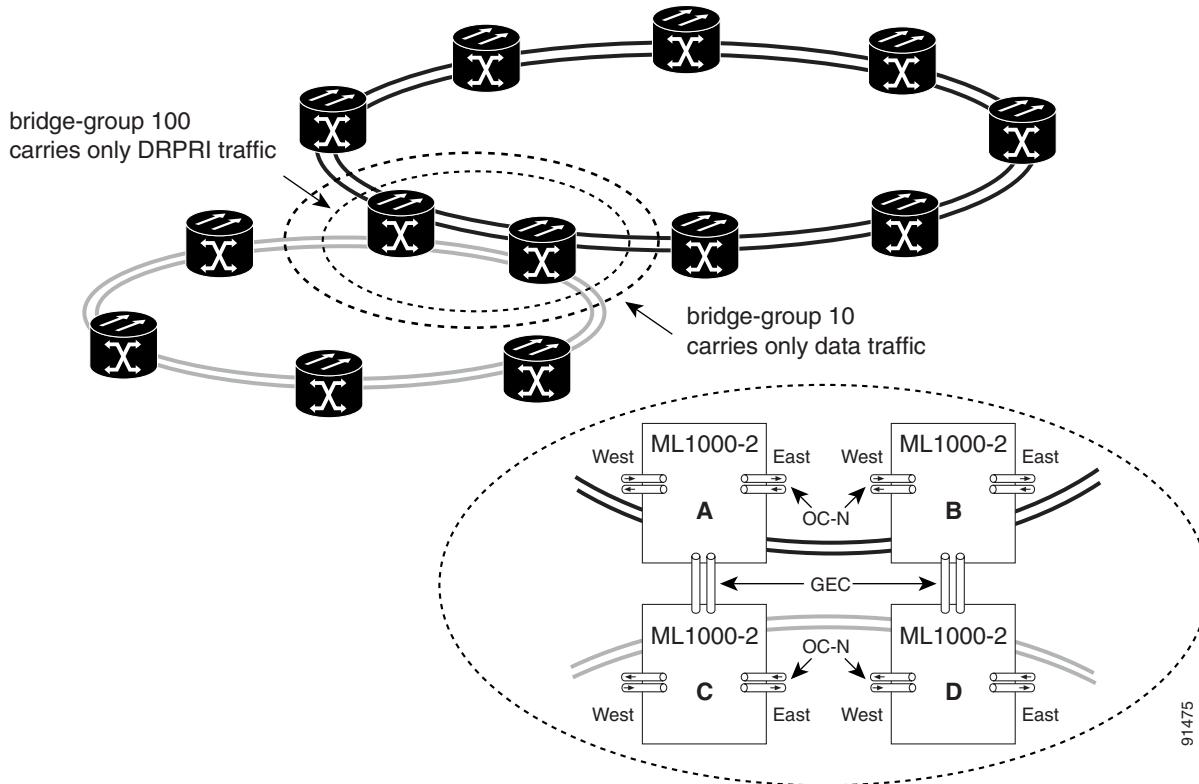 bridge-group 100
carries only DRPRI traffic
bridge-group 10
carries only data traffic
ML1000-2
ML1000-2
West
East
West
East
A
OC-N
B
GEC
ML1000-2
OC-N
ML1000-2
C
D
West
East
West
East
91475